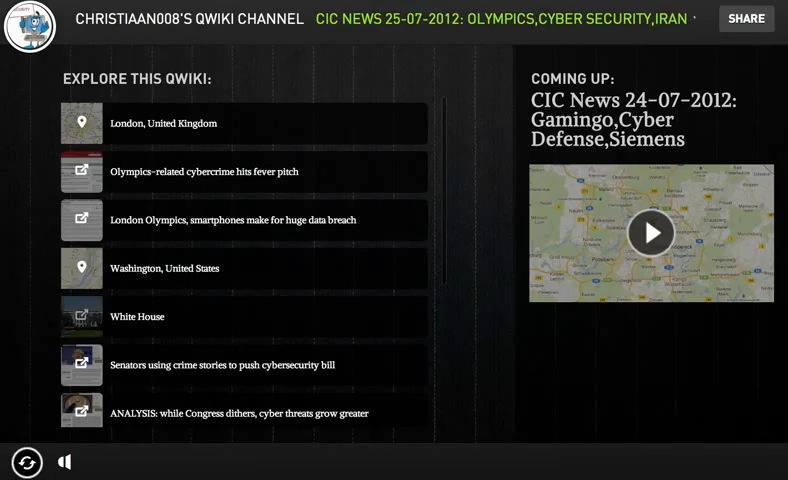 CHRISTIAAN008'S QWIKI CHANNEL CIC NEWS 25-07-2012: OLYMPICS,CYBER SECURITY,IRAN
SHARE
EXPLORE THIS QWIKI:
London, United Kingdom
Olympics-related cybercrime hits fever pitch
London Olympics, smartphones make for huge data breach
Washington, United States
White House
Senators using crime stories to push cybersecurity bill
ANALYSIS: while Congress dithers, cyber threats grow greater
COMING UP:
CIC News 24-07-2012:
Gamingo,Cyber
Defense,Siemens